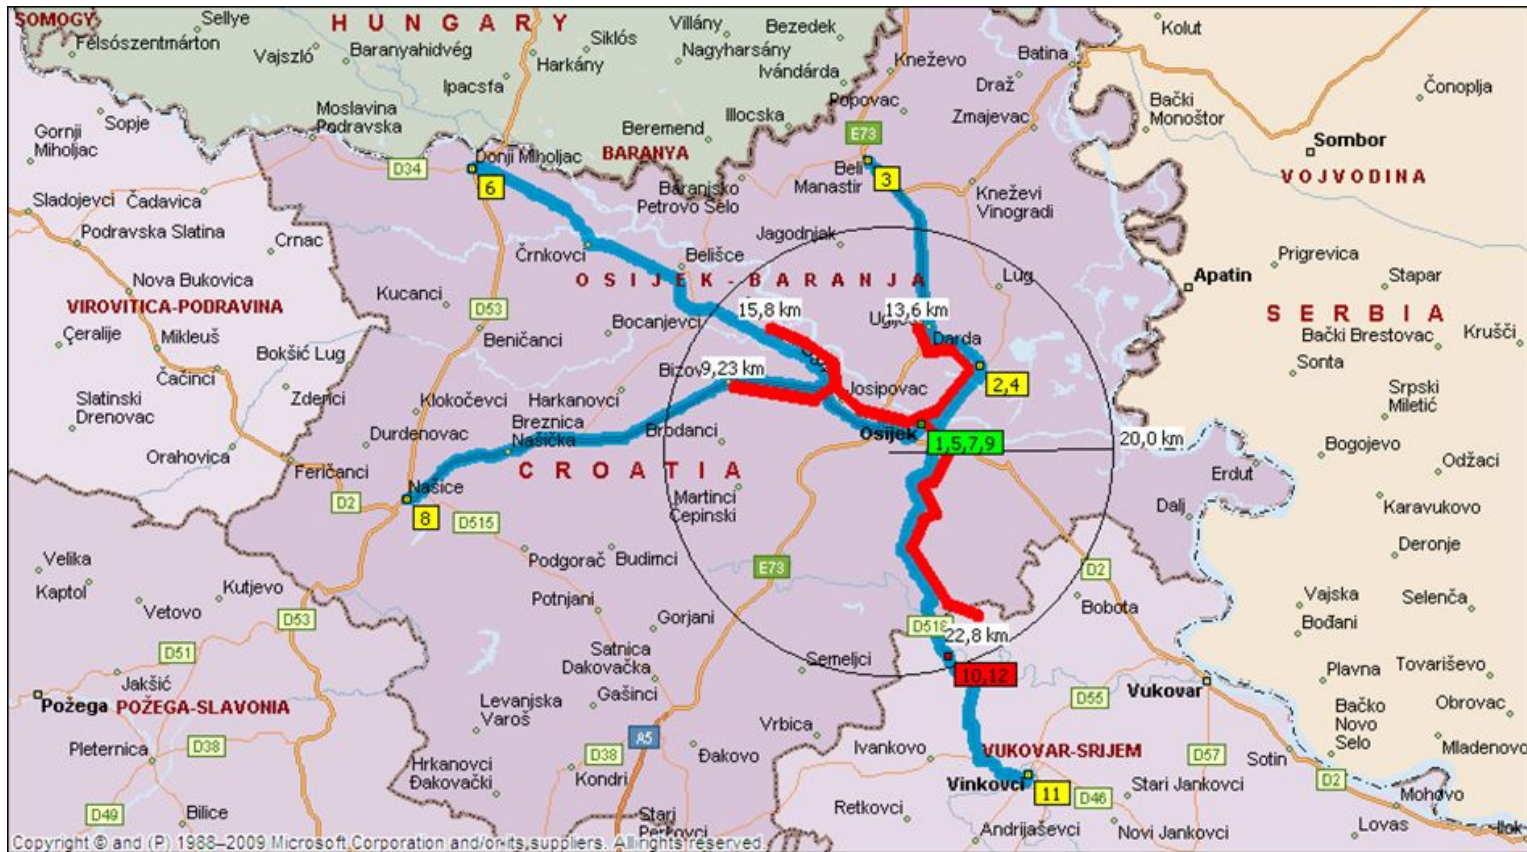 SOMOGY
Sellye
HUNGARY
Villány
Bezedek
Kolut
Félsószentmárton
Vajszló
Baranyahidvég
Siklós
Nagyharsány
Ivándárda
Kneževo
Batina
Harkány
Ipacsfa
Draž
Čonoplja
Popovac
Bački
Monoštor
Moslavina
Podravska
Illocska
Zmajevac
Sopje
Gornji
Miholjac
Beremend
E73
Sombor
BARANYA
Donji Miholjac
D34
Beli
Manastir
3
VOJVODINA
6
Baranjsko
Petrovo Selo
Kneževi
Vinogradi
Sladojevci
Čadavica
Podravska Slatina
Crnac
Jagodnjak
Črnkovci
Belišce
Prigrevica
Nova Bukovica
OSIJEK-BARANJA
Lug
Apatin
Stapar
Kucanci
VIROVITICA-PODRAVINA
D53
15,8 km
13,6 km
SERBIA
Čeralije
Mikleuš
Bocanjevci
Darda
Bački Brestovac
Krušči
Beničanci
Bokšić Lug
Sonta
Čačinci
9,23 km
2,4
Zdenci
Harkanovci
Josipovac
Srpski
Miletić
Slatinski
Drenovac
Klokočevci
Breznica
Našička
Durdenovac
Brođanci
Osijek
1,5,7,9
20,0 km
Bogojevo
Orahovica
Feričanci
CROATIA
Erdut
Odžaci
Našice
D2
8
Martinci
Čepinski
Dalj
Karavukovo
D515
Velika
Podgorač
Budimci
Deronje
Kaptol
Kutjevo
E73
D2
Vetovo
Potnjani
Bobota
Vajska
Selenča
D53
Gorjani
D518
22,8 km
Bođani
D51
Satnica
Đakovačka
Semeljci
10,12
Plavna
Tovariševo
Jakšić
Gašinci
Vukovar
Požega
POŽEGA-SLAVONIA
Levanjska
Varoš
D55
Bačko
Novo
Selo
Obrovac
Pleternica
D38
A5
Vrbica
Mladenovo
Hrkanovci
Đakovački
D38
Đakovo
Ivankovo
VUKOVAR-SRIJEM
D57
Sotin
Kondri
Vinkovci
11
Stari Jankovci
D2
D46
D49
Bilice
Stari
Perkovci
Retkovci
Mohovo
Andrijaševci
Novi Jankovci
Lovas
Ilok
Copyright © and (P) 1988–2009 Microsoft Corporation and/or its suppliers. All rights reserved.